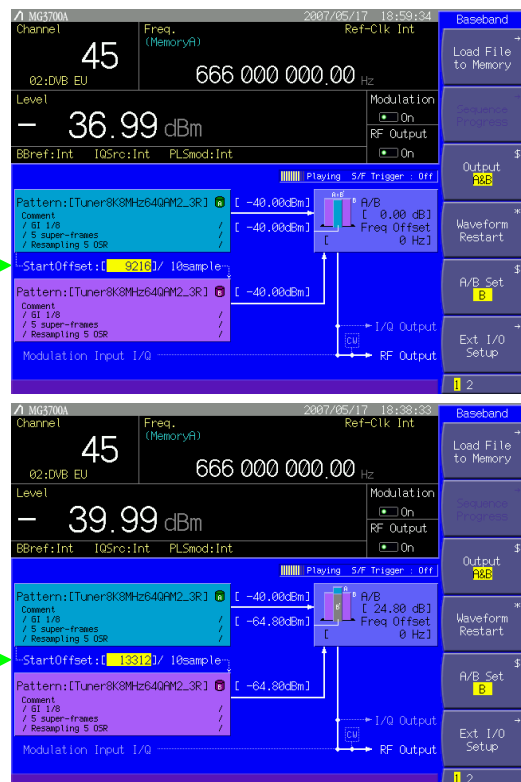 MG3700A 2007/05/17 18:59:34 Baseband
Channel Freq. Ref-Clk Int
(MemoryA)
45 666 000 000.00 Hz
02:DVB EU
Load File to Memory
Level Modulation
- 36.99 dBm On
Sequence Progress
RF Output
BBref:Int IQSrc:Int PLSmod:Int On
Playing S/F Trigger : Off
Output $
A&B
Pattern:[Tuner8K8MHz64QAM2_3R] A [ -40.00dBm] A+B' B A/B
Comment [ 0.00 dB]
/ GI 1/8 / [ -40.00dBm] Freq Offset
/ 5 super-frames /
/ Resampling 5 OSR / [ 0 Hz]
Waveform Restart *
StartOffset:[ 9216]/ 10sample
A/B Set $
B
Pattern:[Tuner8K8MHz64QAM2_3R] B [ -40.00dBm]
Comment
/ GI 1/8 /
/ 5 super-frames /
/ Resampling 5 OSR /
I/Q Output
CW
Modulation Input I/Q RF Output
Ext I/O Setup
1 2
MG3700A 2007/05/17 18:38:33 Baseband
Channel Freq. Ref-Clk Int
(MemoryA)
45 666 000 000.00 Hz
02:DVB EU
Load File to Memory
Level Modulation
- 39.99 dBm On
Sequence Progress
RF Output
BBref:Int IQSrc:Int PLSmod:Int On
Playing S/F Trigger : Off
Output $
A&B
Pattern:[Tuner8K8MHz64QAM2_3R] A [ -40.00dBm] A B' A/B
Comment [ 24.80 dB]
/ GI 1/8 / [ -64.80dBm] Freq Offset
/ 5 super-frames /
/ Resampling 5 OSR / [ 0 Hz]
Waveform Restart *
StartOffset:[ 13312]/ 10sample
A/B Set $
B
Pattern:[Tuner8K8MHz64QAM2_3R] B [ -64.80dBm]
Comment
/ GI 1/8 /
/ 5 super-frames /
/ Resampling 5 OSR /
I/Q Output
CW
Modulation Input I/Q RF Output
Ext I/O Setup
1 2